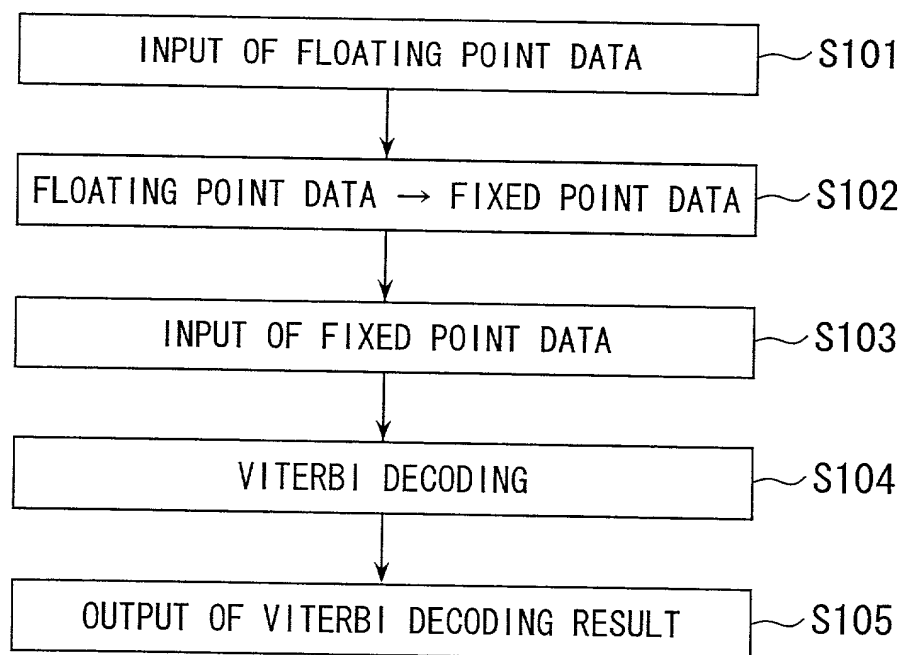 INPUT OF FLOATING POINT DATA S101
FLOATING POINT DATA → FIXED POINT DATA S102
INPUT OF FIXED POINT DATA S103
VITERBI DECODING S104
OUTPUT OF VITERBI DECODING RESULT S105